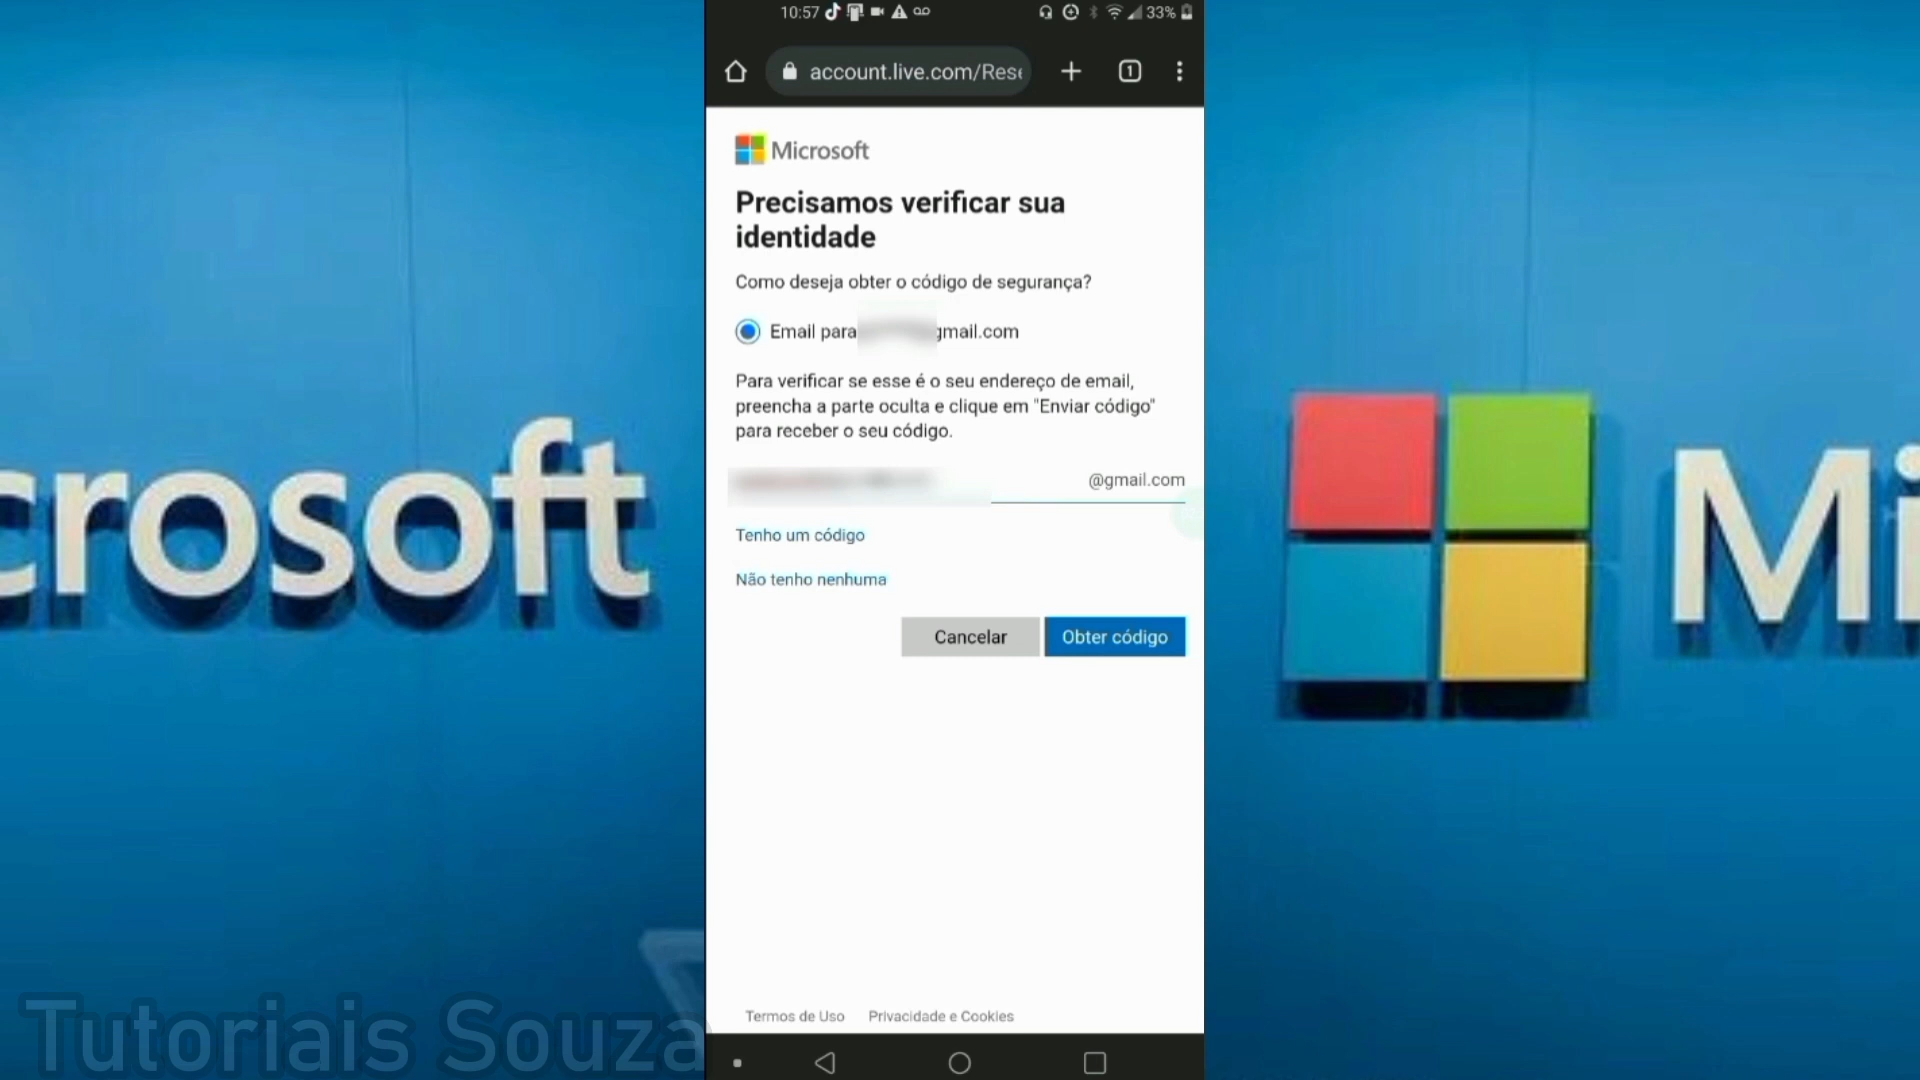 10:57
33%
account.live.com/Rese
1
Microsoft
Precisamos verificar sua
identidade
Como deseja obter o código de segurança?
Email para
gmail.com
Para verificar se esse é o seu endereço de email,
preencha a parte oculta e clique em "Enviar código"
para receber o seu código.
@gmail.com
Tenho um código
Não tenho nenhuma
Cancelar
Obter código
Termos de Uso
Privacidade e Cookies
crosoft
Mi
Tutoriais Souza